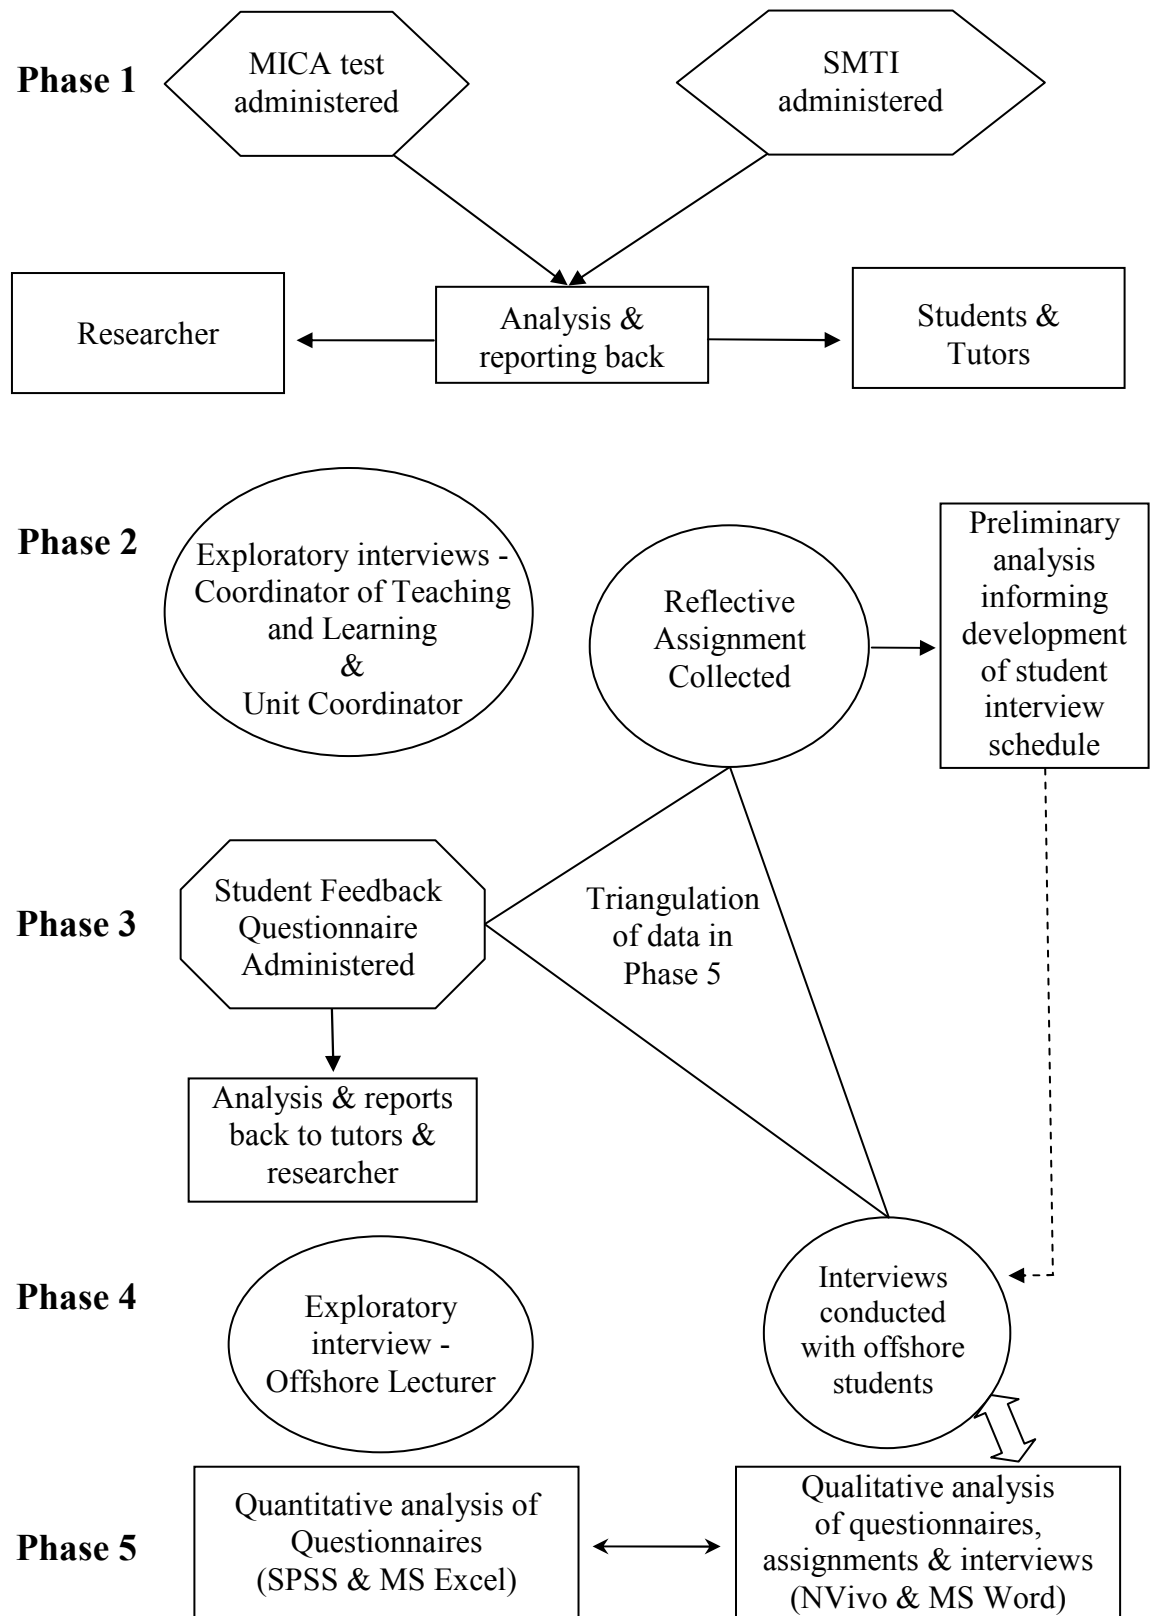 Phase 1
MICA test
administered
SMTI
administered
Researcher
Analysis &
reporting back
Students &
Tutors
Phase 2
Exploratory interviews -
Coordinator of Teaching
and Learning
&
Unit Coordinator
Reflective
Assignment
Collected
Preliminary
analysis
informing
development
of student
interview
schedule
Phase 3
Student Feedback
Questionnaire
Administered
Triangulation
of data in
Phase 5
Analysis & reports
back to tutors &
researcher
Phase 4
Exploratory
interview -
Offshore Lecturer
Interviews
conducted
with offshore
students
Phase 5
Quantitative analysis of
Questionnaires
(SPSS & MS Excel)
Qualitative analysis
of questionnaires,
assignments & interviews
(NVivo & MS Word)